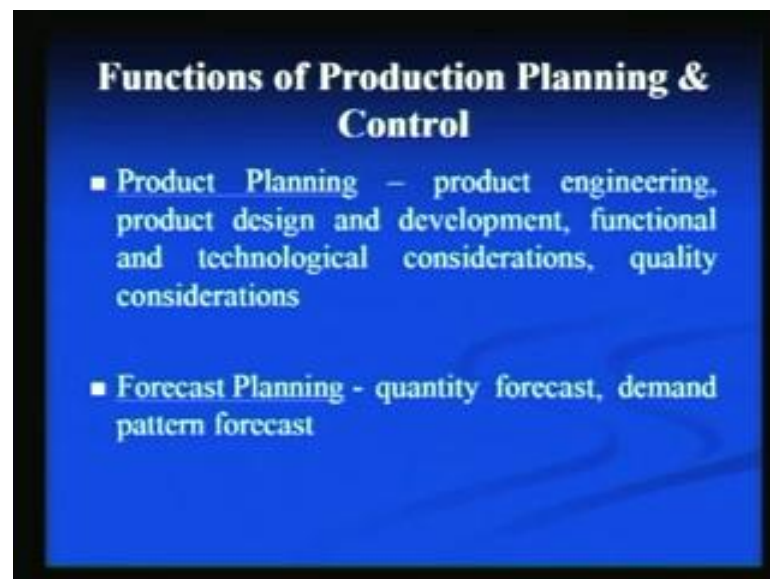 Functions of Production Planning &
Control
▪ Product Planning – product engineering,
product design and development, functional
and technological considerations, quality
considerations
▪ Forecast Planning - quantity forecast, demand
pattern forecast